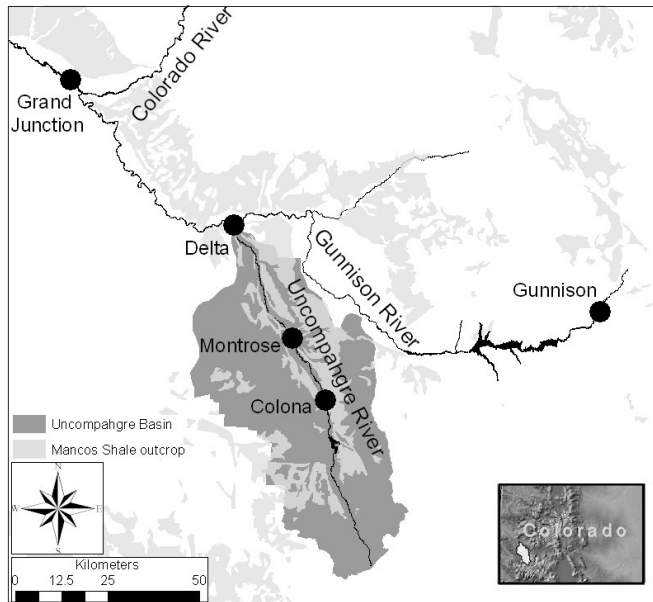 Colorado River
Grand
Junction
Delta
Gunnison River
Gunnison
Uncompahgre River
Montrose
Colona
Uncompahgre Basin
Mancos Shale outcrop
N
W
E
S
Kilometers
0 12.5 25 50
Colorado